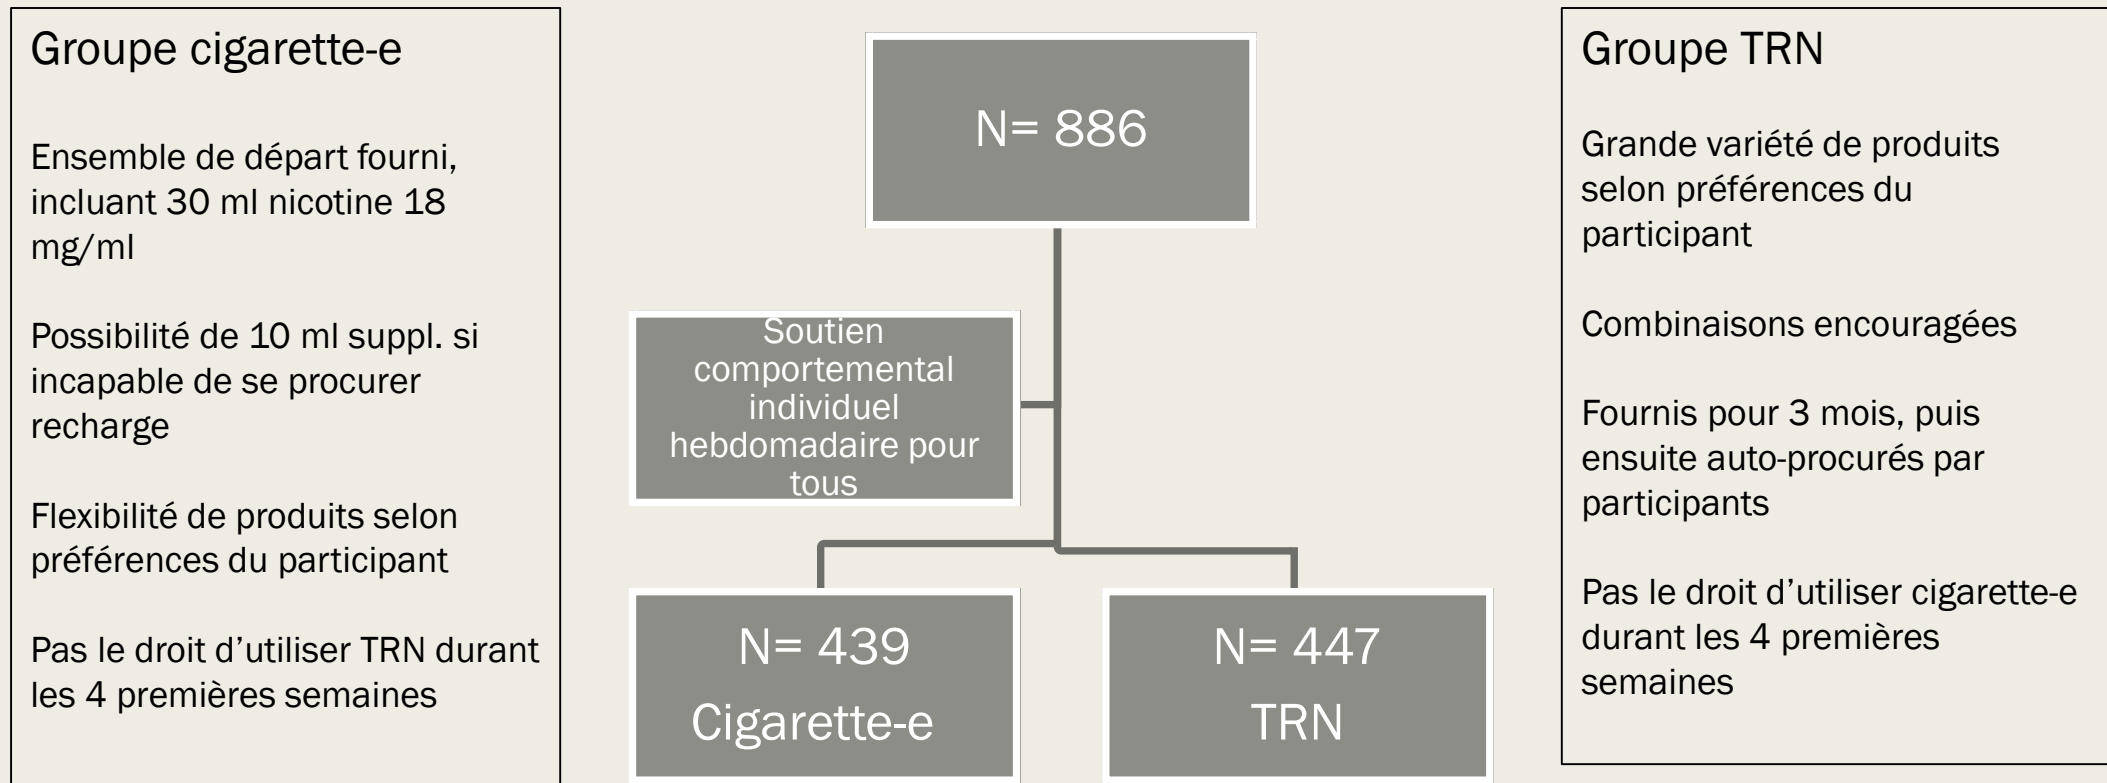 Groupe cigarette-e
Ensemble de départ fourni,
incluant 30 ml nicotine 18
mg/ml
Possibilité de 10 ml suppl. si
incapable de se procurer
recharge
Flexibilité de produits selon
préférences du participant
Pas le droit d’utiliser TRN durant
les 4 premières semaines
N= 886
Soutien
comportemental
individuel
hebdomadaire pour
tous
N= 439
Cigarette-e
N= 447
TRN
Groupe TRN
Grande variété de produits
selon préférences du
participant
Combinaisons encouragées
Fournis pour 3 mois, puis
ensuite auto-procurés par
participants
Pas le droit d’utiliser cigarette-e
durant les 4 premières
semaines